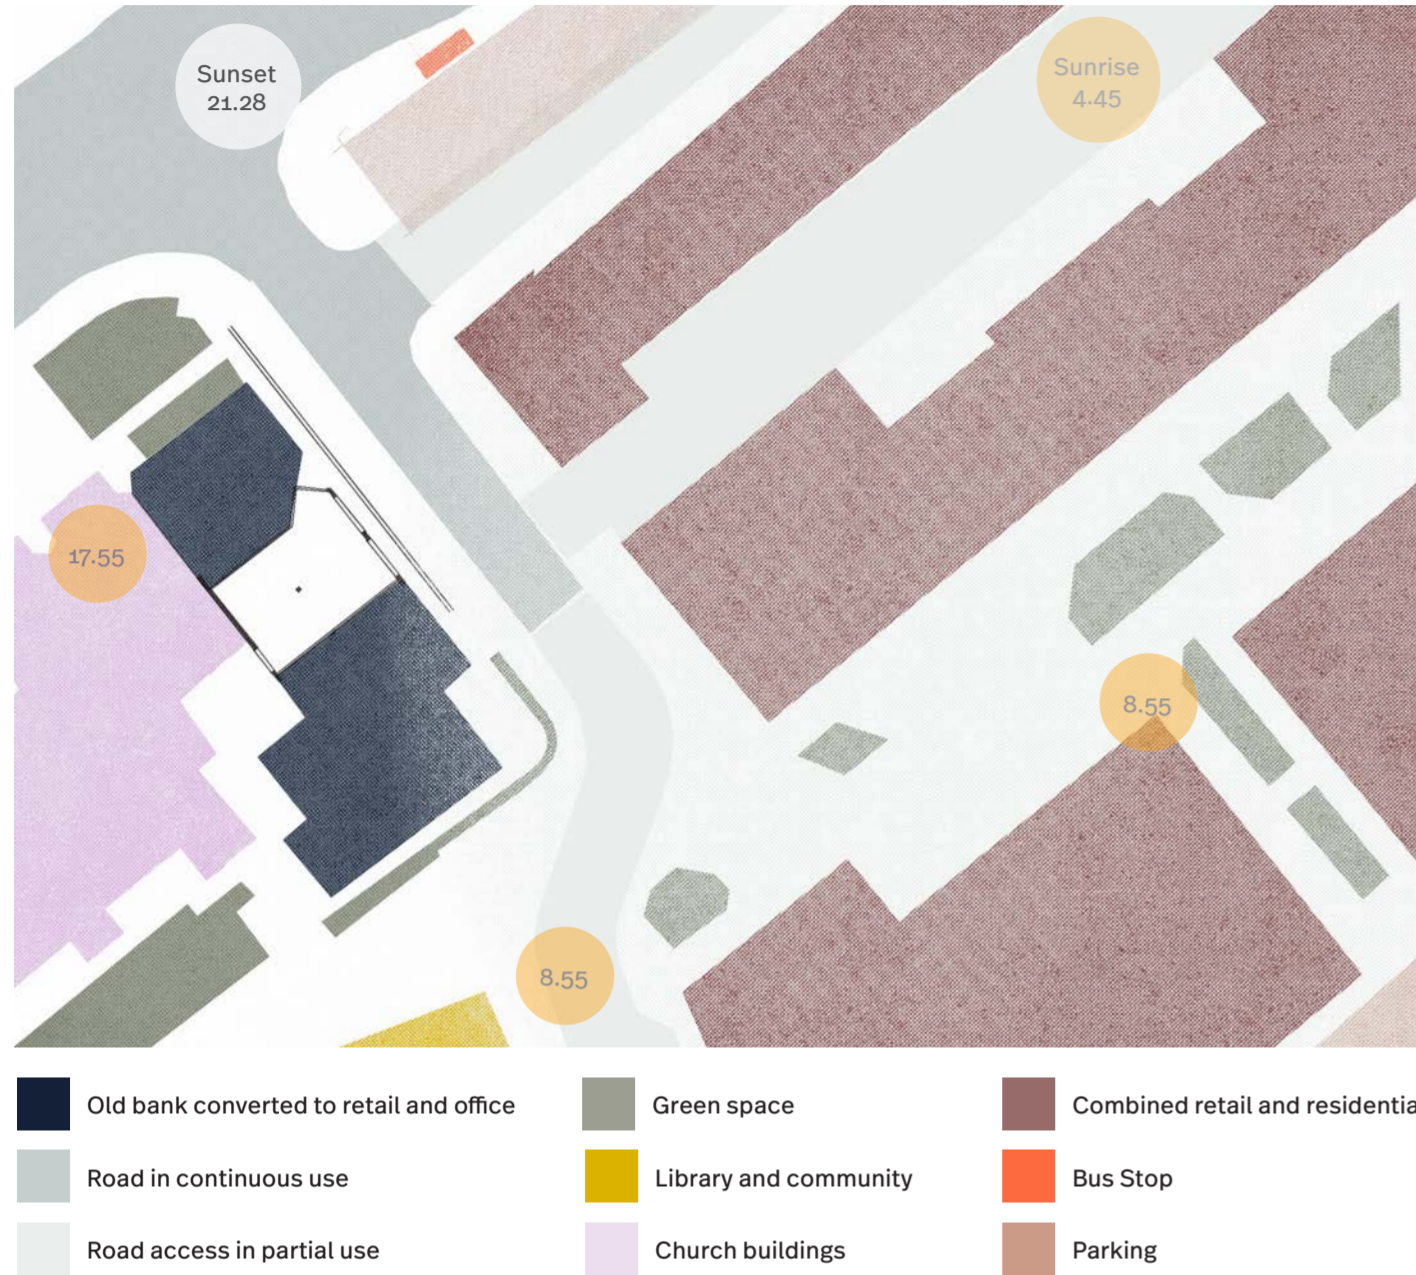 Sunset
21.28
Sunrise
4.45
17.55
8.55
8.55
Old bank converted to retail and office
Green space
Combined retail and residentia
Road in continuous use
Library and community
Bus Stop
Road access in partial use
Church buildings
Parking